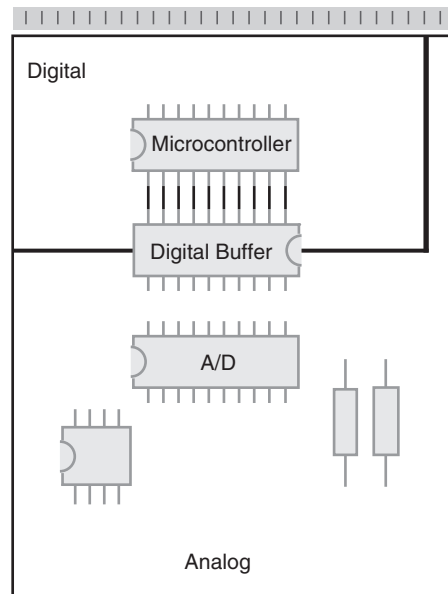 Digital
Microcontroller
Digital Buffer
A/D
Analog